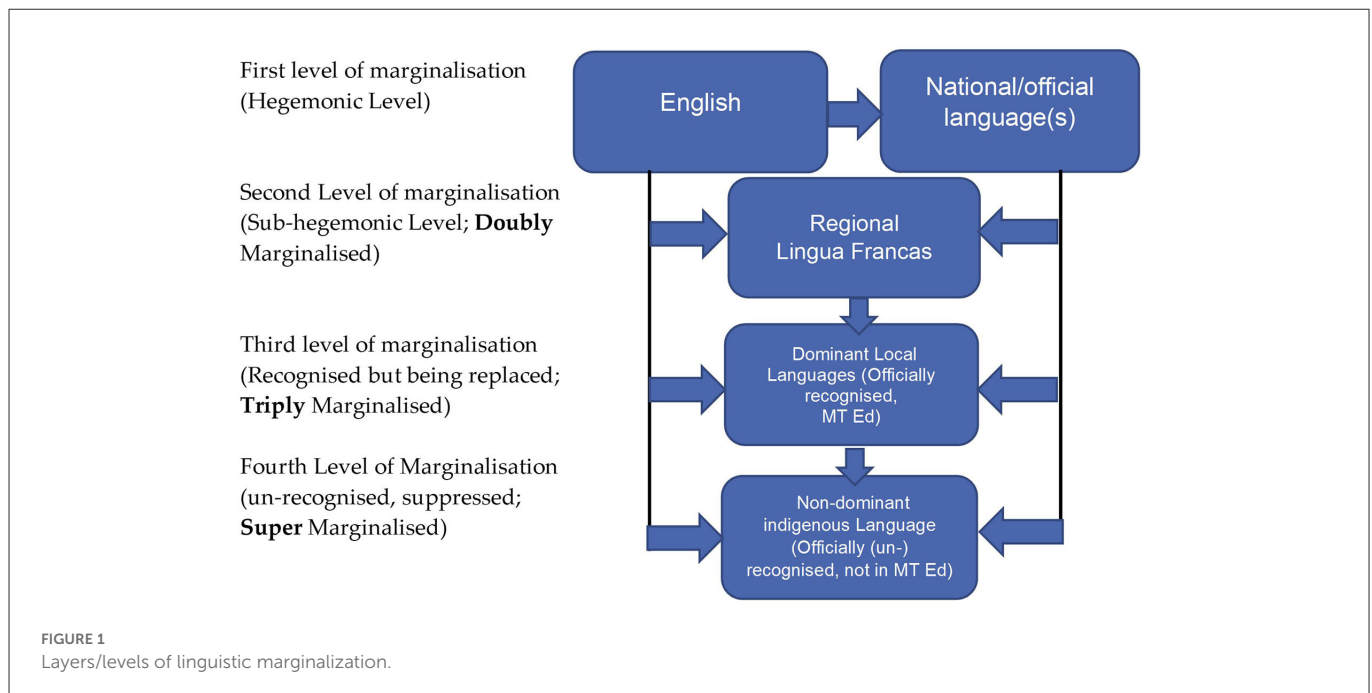 First level of marginalisation
(Hegemonic Level)
English
National/official
language(s)
Second Level of marginalisation
(Sub-hegemonic Level; Doubly
Marginalised)
Regional
Lingua Francas
Third level of marginalisation
(Recognised but being replaced;
Triply Marginalised)
Dominant Local
Languages (Officially
recognised,
MT Ed)
Fourth Level of Marginalisation
(un-recognised, suppressed;
Super Marginalised)
Non-dominant
indigenous Language
(Officially (un-)
recognised, not in MT Ed)
FIGURE 1
Layers/levels of linguistic marginalization.